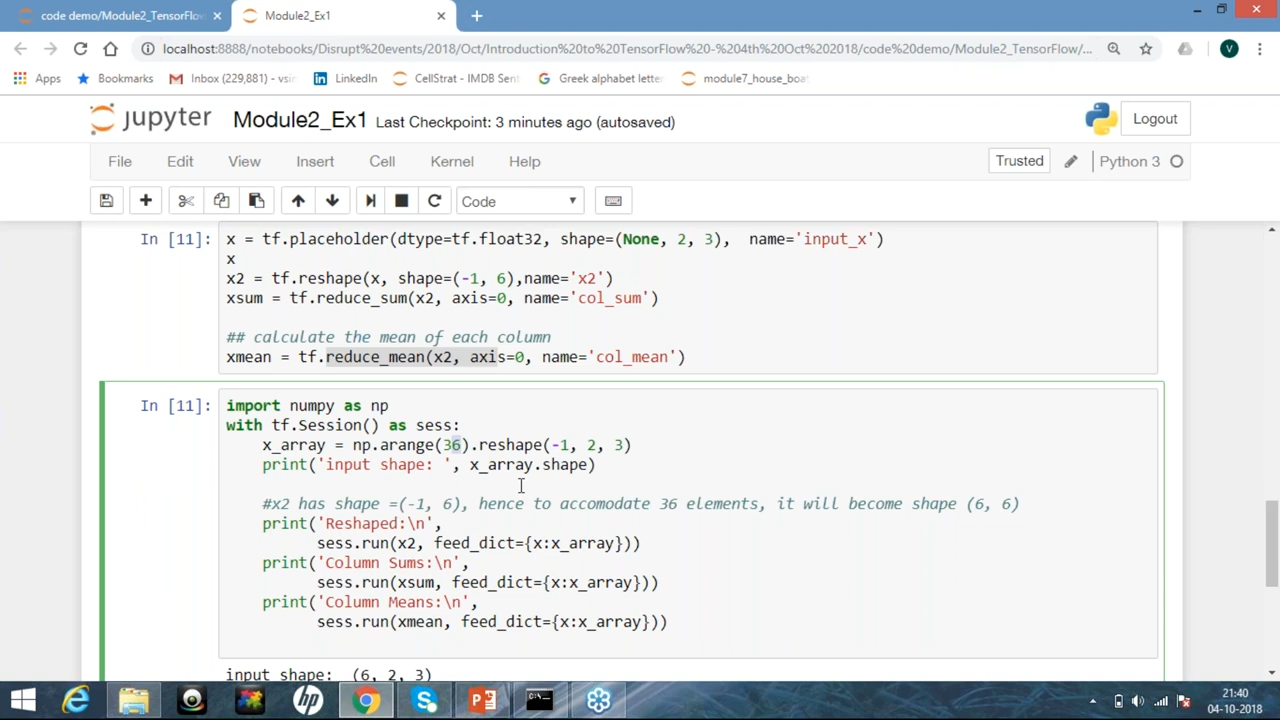 code demo/Module2_TensorFlow
Module2_Ex1
localhost:8888/notebooks/Disrupt%20events/2018/Oct/Introduction%20to%20TensorFlow%20-%204th%20Oct%202018/code%20demo/Module2_TensorFlow/...
V
Apps Bookmarks Inbox (229,881) - vsin LinkedIn CellStrat - IMDB Sent Greek alphabet letter module7_house_boat
jupyter Module2_Ex1 Last Checkpoint: 3 minutes ago (autosaved) Logout
File Edit View Insert Cell Kernel Help Trusted Python 3
Code
In [11]: x = tf.placeholder(dtype=tf.float32, shape=(None, 2, 3), name='input_x')
x
x2 = tf.reshape(x, shape=(-1, 6),name='x2')
xsum = tf.reduce_sum(x2, axis=0, name='col_sum')
## calculate the mean of each column
xmean = tf.reduce_mean(x2, axis=0, name='col_mean')
In [11]: import numpy as np
with tf.Session() as sess:
x_array = np.arange(36).reshape(-1, 2, 3)
print('input shape: ', x_array.shape)
#x2 has shape =(-1, 6), hence to accomodate 36 elements, it will become shape (6, 6)
print('Reshaped:\n',
sess.run(x2, feed_dict={x:x_array}))
print('Column Sums:\n',
sess.run(xsum, feed_dict={x:x_array}))
print('Column Means:\n',
sess.run(xmean, feed_dict={x:x_array}))
input shape: (6, 2, 3)
21:40
04-10-2018